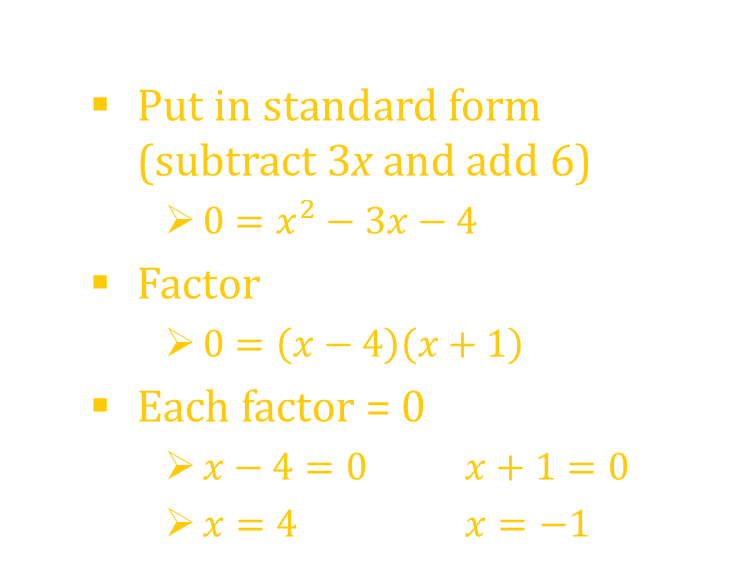 ▪ Put in standard form
(subtract 3x and add 6)
➢ 0 = x² − 3x − 4
▪ Factor
➢ 0 = (x − 4)(x + 1)
▪ Each factor = 0
➢ x − 4 = 0 x + 1 = 0
➢ x = 4 x = −1